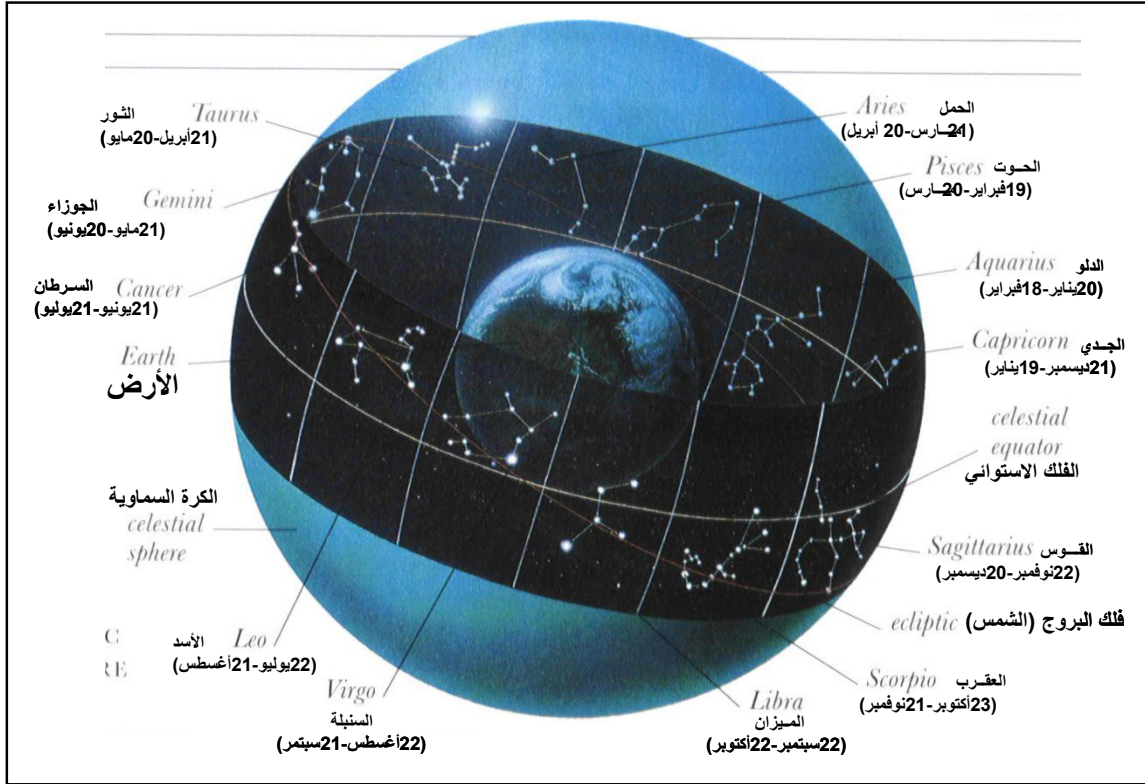 Taurus الثور
(21أبريل-20مايو)
Gemini
الجوزاء
(21مايو-20يونيو)
Cancer السرطان
(21يونيو-21يوليو)
Earth
الأرض
الكرة السماوية
celestial
sphere
C
RE
Leo الأسد
(22يوليو-21أغسطس)
Virgo
السنبلة
(22أغسطس-21سبتمر)
Libra
الميزان
(22سبتمبر-22أكتوبر)
Aries الحمل
20 أبريل)
Pisces الحوت
(19فبراير-
Aquarius الدلو
(20يناير-18فبراير)
Capricorn الجدي
(21ديسمبر-19يناير)
celestial
equator
الفلك الاستوائي
Sagittarius القوس
(22نوفمبر-20ديسمبر)
ecliptic فلك البروج (الشمس)
Scorpio العقرب
(23أكتوبر-21نوفمبر)